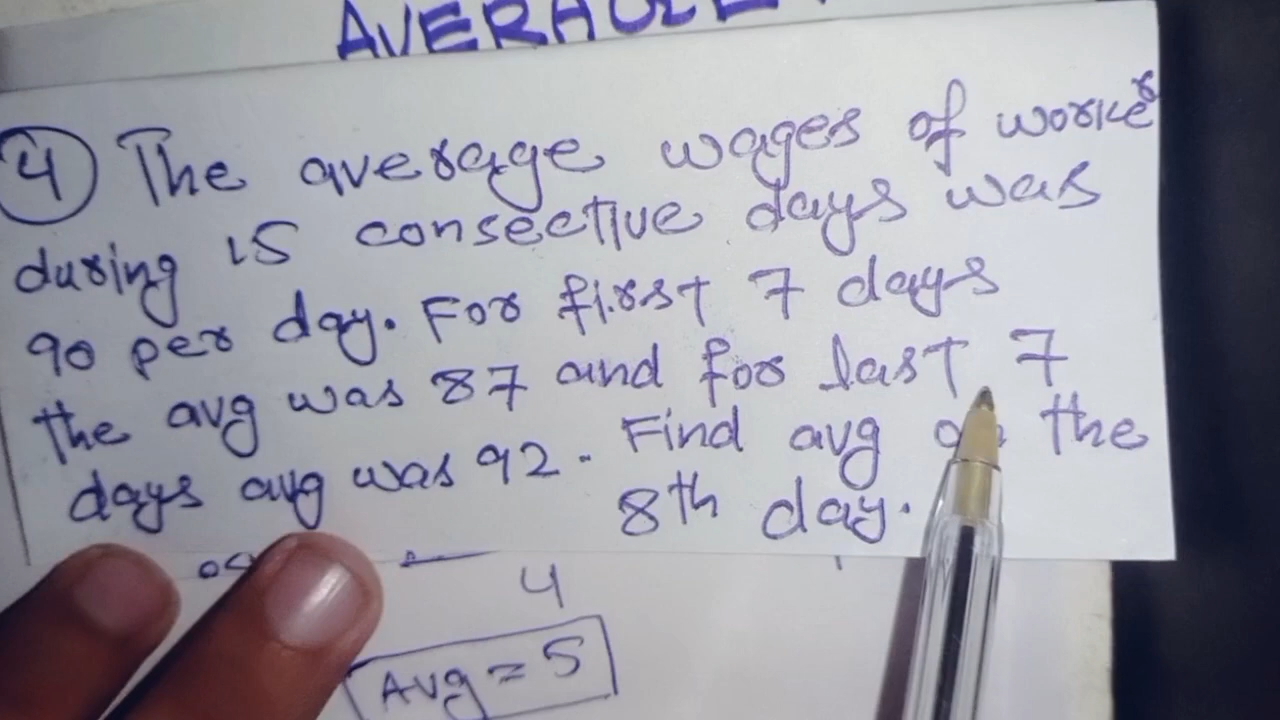 AVERAGE
4 The average wages of worker
during 15 consective days was
90 per day. For first 7 days
the avg was 87 and for last 7
days avg was 92. Find avg on the
8th day.
4
Avg = 5